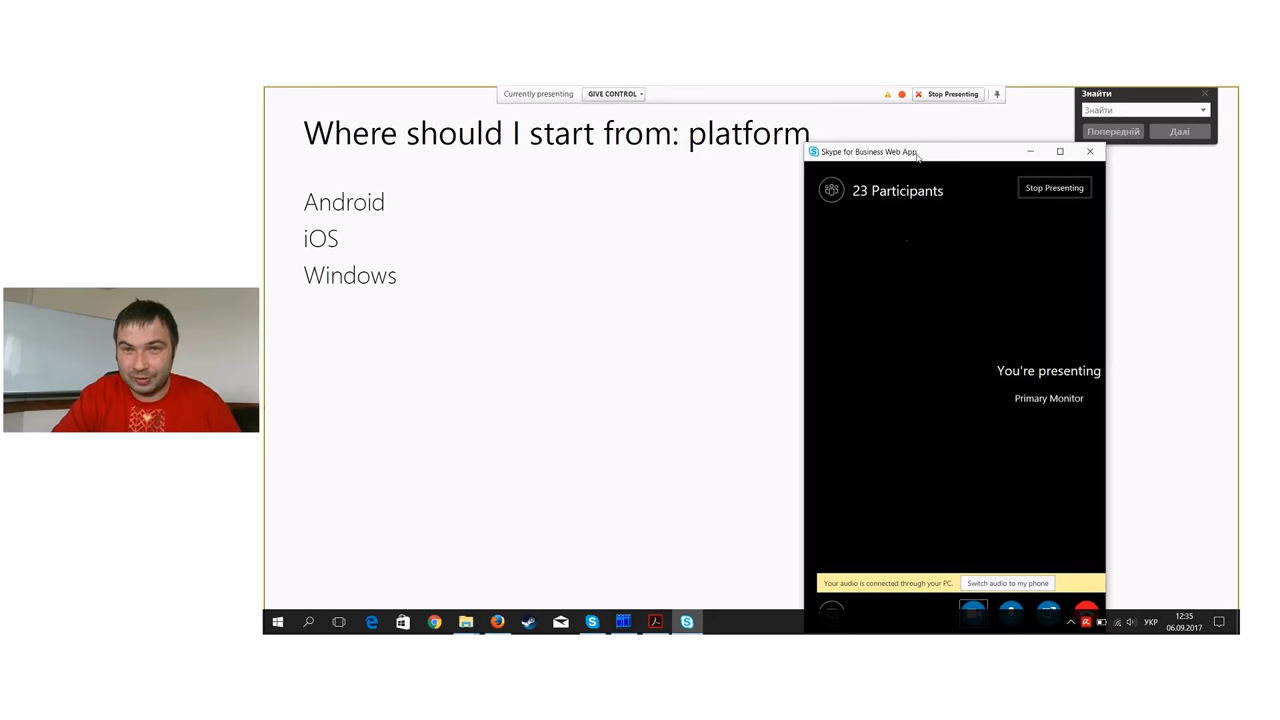 Currently presenting
GIVE CONTROL
Stop Presenting
Знайти
Знайти
Попередній
Далі
Where should I start from: platform
Android
iOS
Windows
Skype for Business Web App
23 Participants
Stop Presenting
You're presenting
Primary Monitor
Your audio is connected through your PC.
Switch audio to my phone
УКР
12:35
06.09.2017